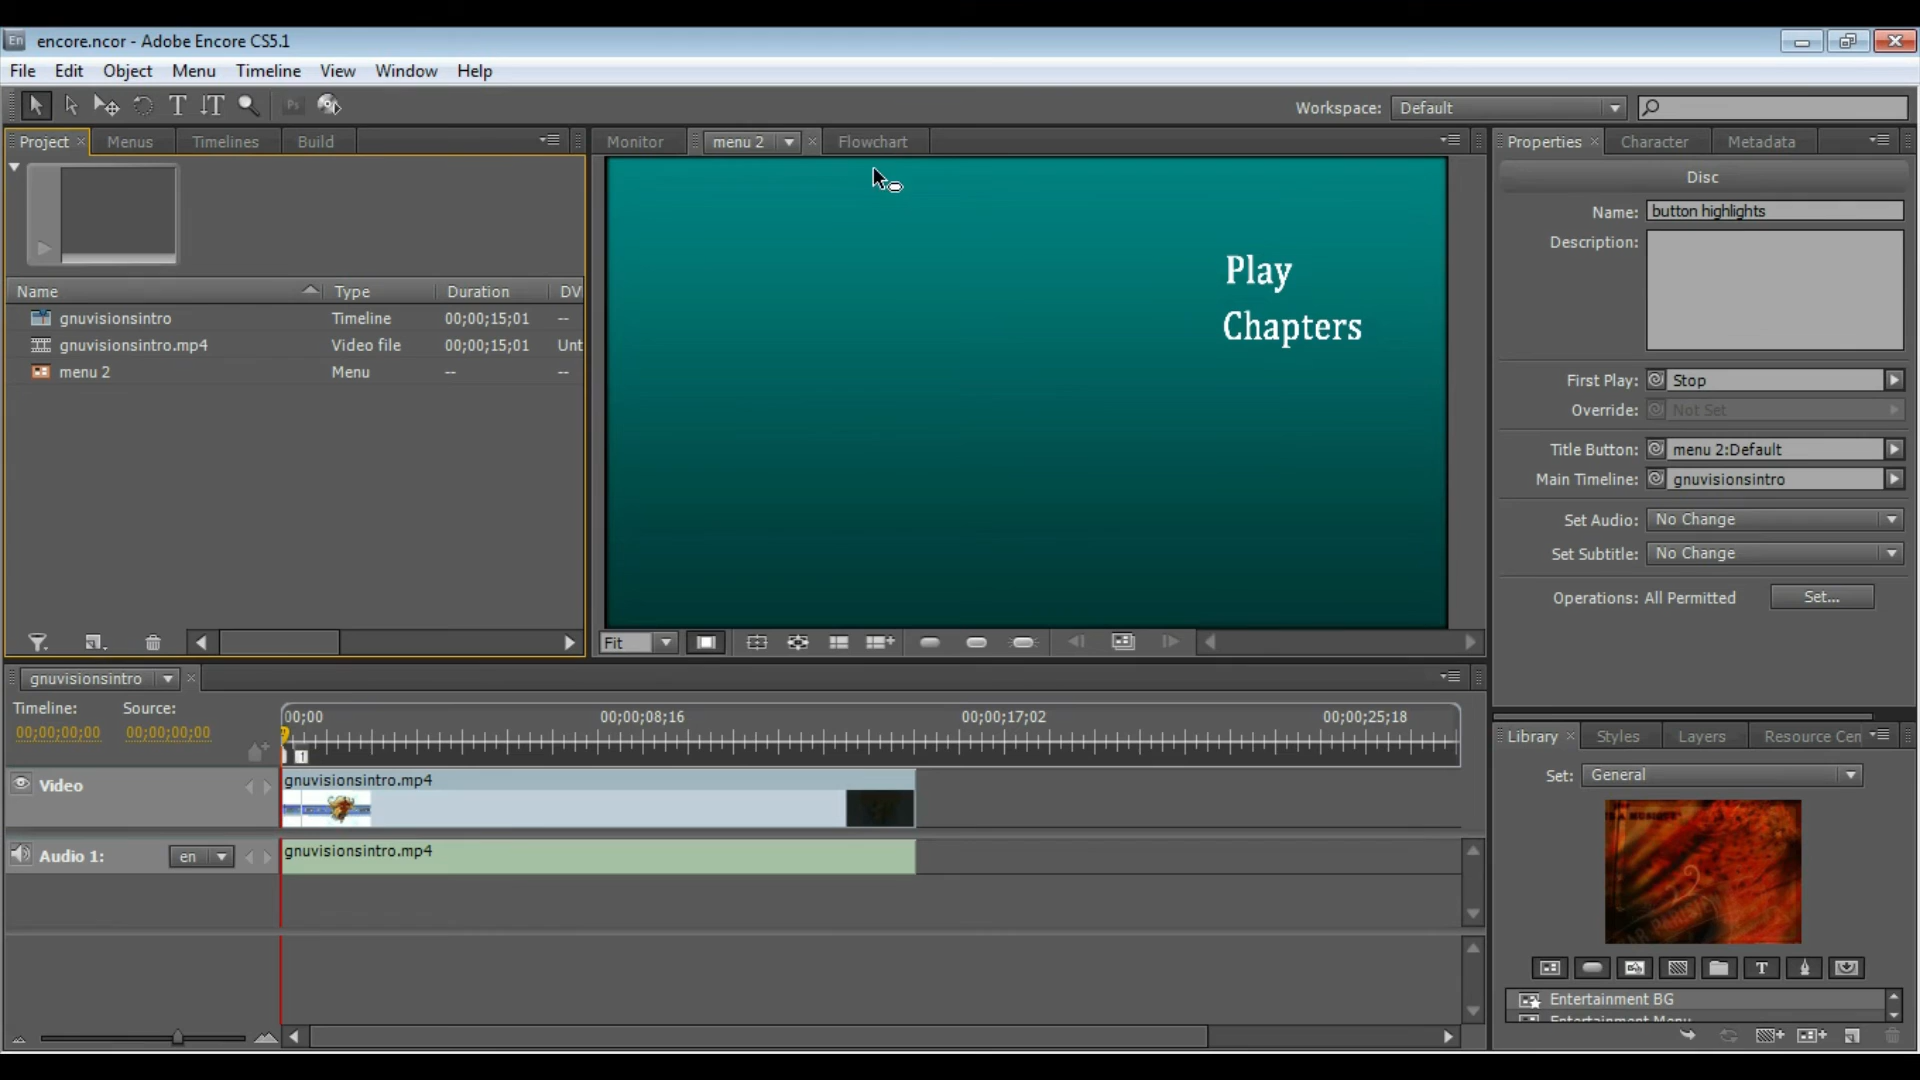 En encore.ncor - Adobe Encore CS5.1
File Edit Object Menu Timeline View Window Help
T T Ps Workspace: Default
Project Menus Timelines Build
Monitor menu 2 Flowchart
Properties Character Metadata
Disc
Name: button highlights
Description:
First Play: Stop
Override: Not Set
Title Button: menu 2:Default
Main Timeline: gnuvisionsintro
Set Audio: No Change
Set Subtitle: No Change
Operations: All Permitted Set...
Name Type Duration DV
gnuvisionsintro Timeline 00;00;15;01 --
gnuvisionsintro.mp4 Video file 00;00;15;01 Unt
menu 2 Menu -- --
Play
Chapters
Fit
gnuvisionsintro
Timeline: Source:
00;00;00;00 00;00;00;00
00;00 00;00;08;16 00;00;17;02 00;00;25;18
1
Video gnuvisionsintro.mp4
Audio 1: en gnuvisionsintro.mp4
Library Styles Layers Resource Cen
Set: General
T
Entertainment BG
Entertainment Menu